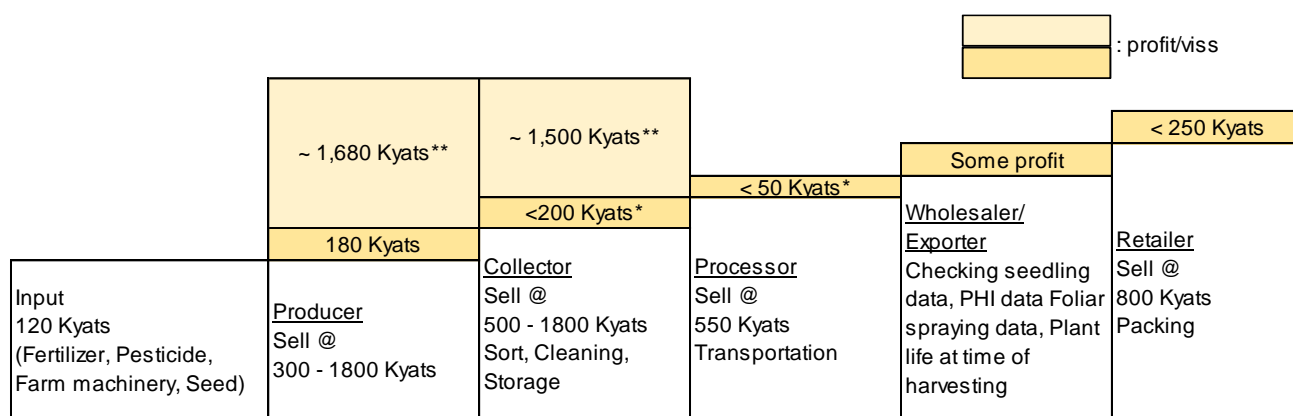 : profit/viss
~ 1,680 Kyats**
~ 1,500 Kyats**
< 250 Kyats
Some profit
< 50 Kyats*
<200 Kyats*
180 Kyats
Input
120 Kyats
(Fertilizer, Pesticide,
Farm machinery, Seed)
Producer
Sell @
300 - 1800 Kyats
Collector
Sell @
500 - 1800 Kyats
Sort, Cleaning,
Storage
Processor
Sell @
550 Kyats
Transportation
Wholesaler/
Exporter
Checking seedling
data, PHI data Foliar
spraying data, Plant
life at time of
harvesting
Retailer
Sell @
800 Kyats
Packing